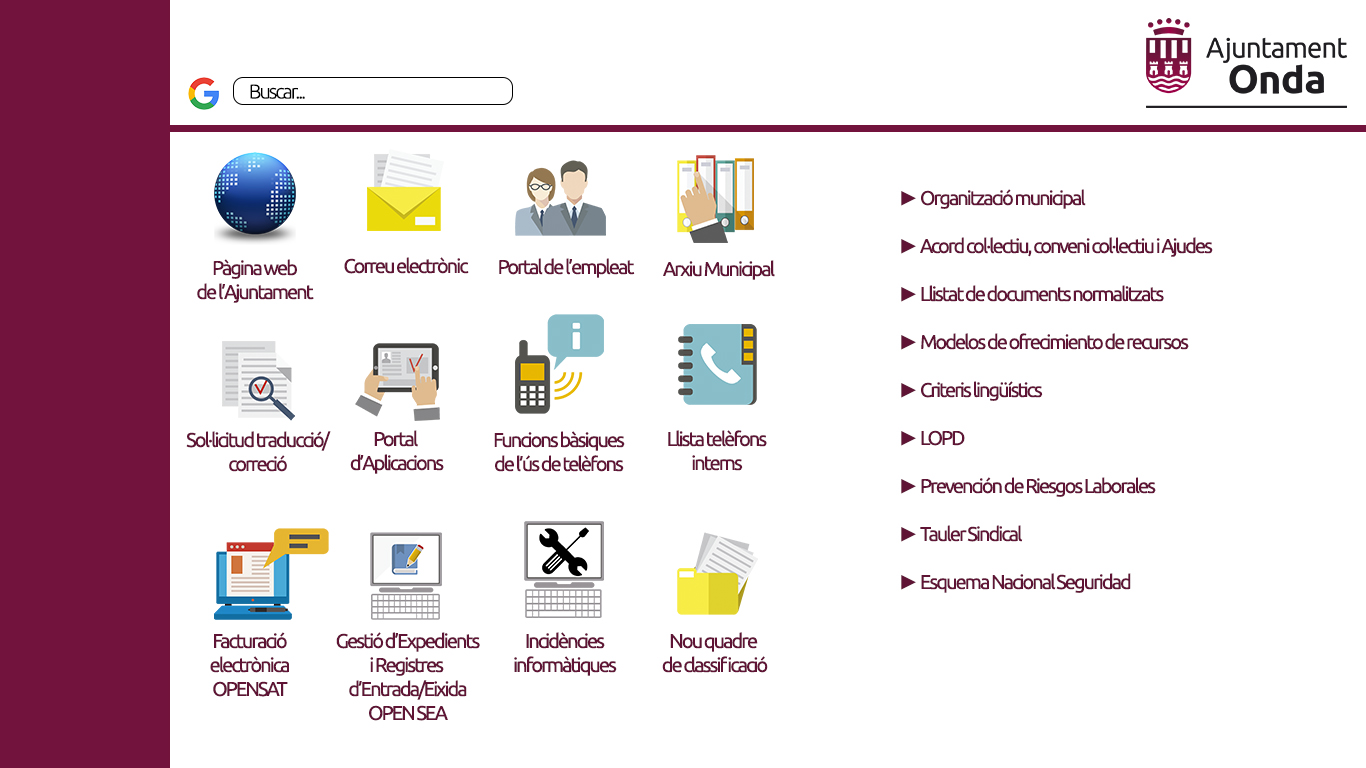 Ajuntament
Onda
Buscar...
Pàgina web
de l'Ajuntament
Correu electrònic
Portal de l'empleat
Arxiu Municipal
Sol·licitud traducció/
correció
Portal
d'Aplicacions
Funcions bàsiques
de l'ús de telèfons
Llista telèfons
interns
Facturació
electrònica
OPENSAT
Gestió d'Expedients
i Registres
d'Entrada/Eixida
OPEN SEA
Incidències
informàtiques
Nou quadre
de classificació
► Organització municipal
► Acord col·lectiu, conveni col·lectiu i Ajudes
► Llistat de documents normalitzats
► Modelos de ofrecimiento de recursos
► Criteris lingüístics
► LOPD
► Prevención de Riesgos Laborales
► Tauler Sindical
► Esquema Nacional Seguridad